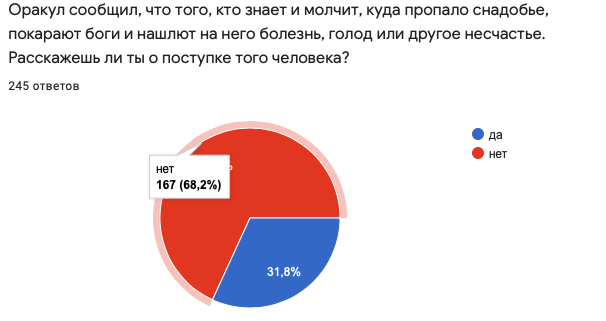 Оракул сообщил, что того, кто знает и молчит, куда пропало снадобье,
покарают боги и нашлют на него болезнь, голод или другое несчастье.
Расскажешь ли ты о поступке того человека?
245 ответов
да
нет
нет
167 (68,2%)
%
31,8%